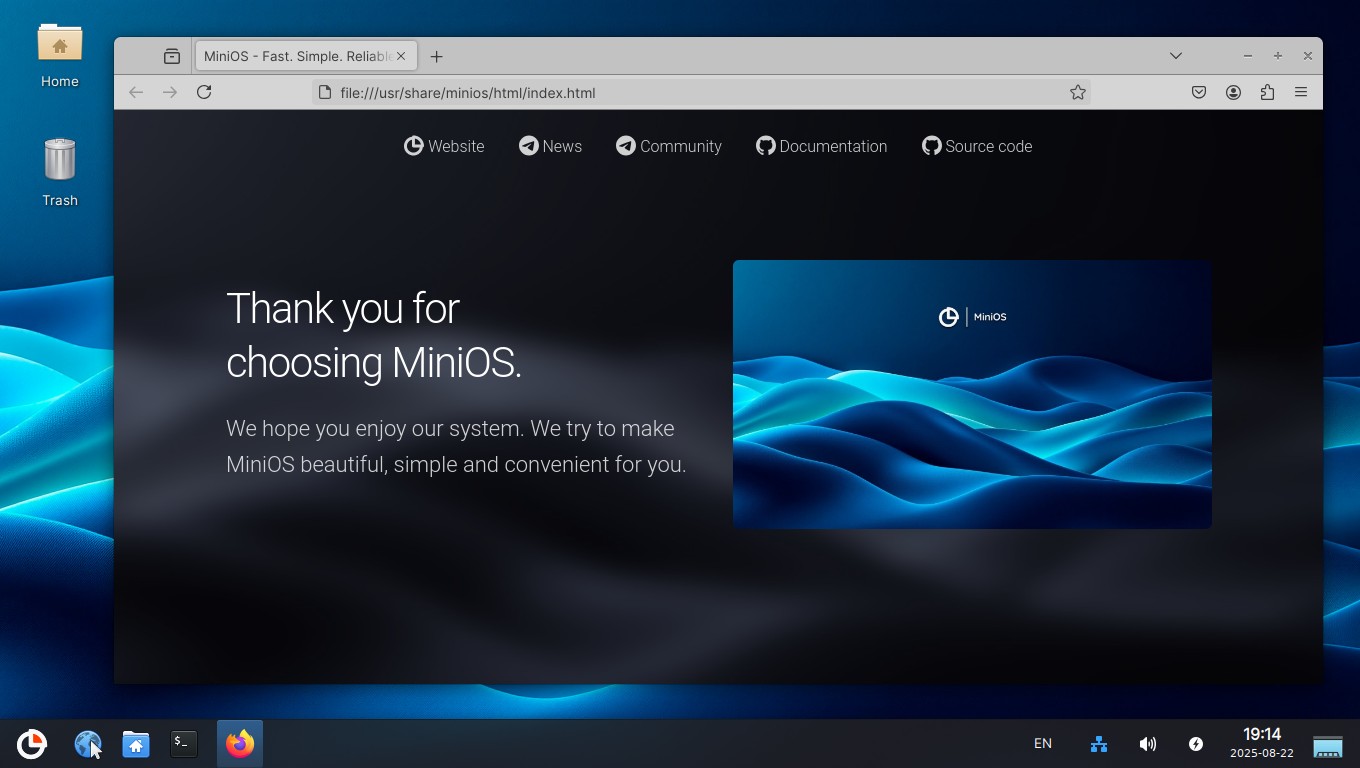 Home
Trash
MiniOS - Fast. Simple. Reliable
file:///usr/share/minios/html/index.html
Website News Community Documentation Source code
Thank you for
choosing MiniOS.
We hope you enjoy our system. We try to make
MiniOS beautiful, simple and convenient for you.
MiniOS
$_
EN
19:14
2025-08-22